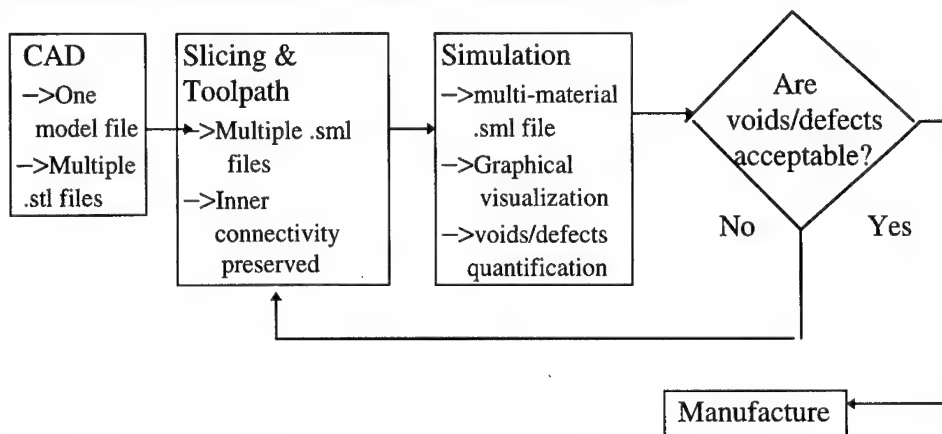 CAD
–>One
model file
–>Multiple
.stl files
Slicing &
Toolpath
–>Multiple .sml
files
–>Inner
connectivity
preserved
Simulation
–>multi-material
.sml file
–>Graphical
visualization
–>voids/defects
quantification
Are
voids/defects
acceptable?
No
Yes
Manufacture